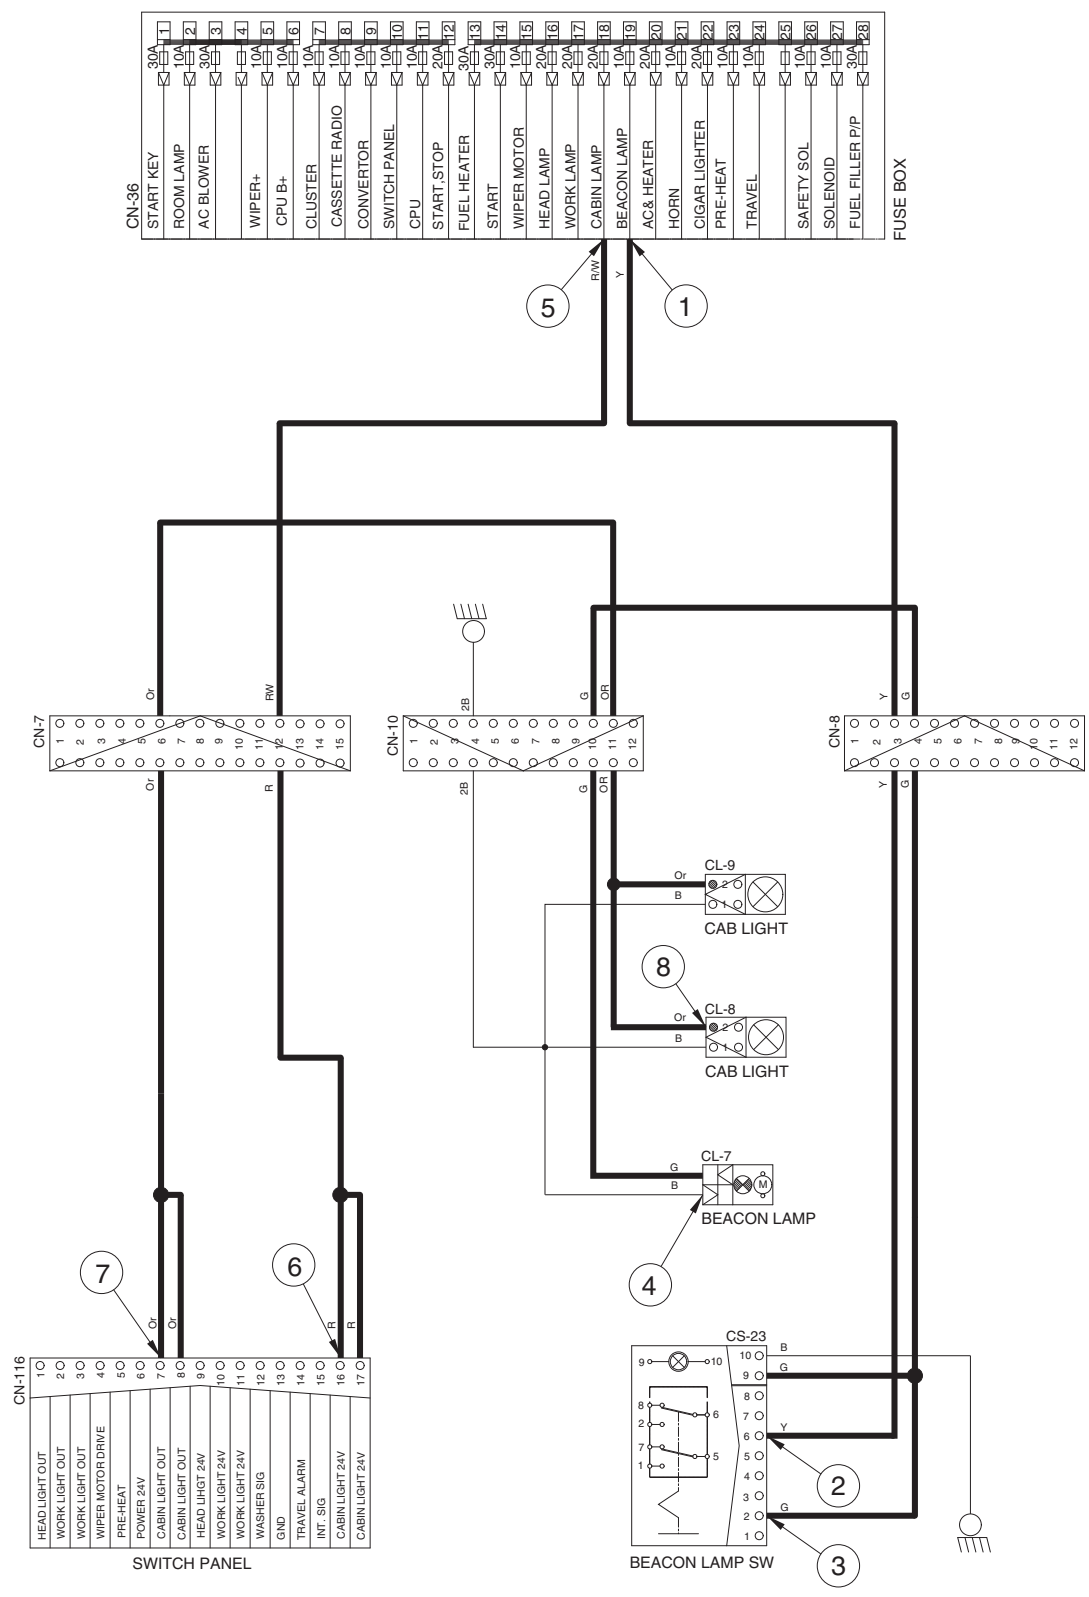 CN-36
1 2 3 4 5 6 7 8 9 10 11 12 13 14 15 16 17 18 19 20 21 22 23 24 25 26 27 28
30A 10A 30A 10A 10A 10A 10A 10A 10A 10A 20A 30A 10A 10A 20A 20A 20A 10A 20A 10A 20A 10A 10A 10A 10A 30A
START KEY
ROOM LAMP
AC BLOWER
WIPER+
CPU B+
CLUSTER
CASSETTE RADIO
CONVERTOR
SWITCH PANEL
CPU
START,STOP
FUEL HEATER
START
WIPER MOTOR
HEAD LAMP
WORK LAMP
CABIN LAMP
BEACON LAMP
AC& HEATER
HORN
CIGAR LIGHTER
PRE-HEAT
TRAVEL
SAFETY SOL
SOLENOID
FUEL FILLER P/P
FUSE BOX
R/W Y
5 1
Or RW 2B G OR Y G
CN-7
1 2 3 4 5 6 7 8 9 10 11 12 13 14 15
CN-10
1 2 3 4 5 6 7 8 9 10 11 12
CN-8
1 2 3 4 5 6 7 8 9 10 11 12
Or R 2B G OR Y G
CL-9
Or
B
2
1
CAB LIGHT
8
CL-8
Or
B
2
1
CAB LIGHT
CL-7
G
B
M
BEACON LAMP
4
7 6
Or Or R R
CN-116
1 2 3 4 5 6 7 8 9 10 11 12 13 14 15 16 17
HEAD LIGHT OUT
WORK LIGHT OUT
WORK LIGHT OUT
WIPER MOTOR DRIVE
PRE-HEAT
POWER 24V
CABIN LIGHT OUT
CABIN LIGHT OUT
HEAD LIHGT 24V
WORK LIGHT 24V
WORK LIGHT 24V
WASHER SIG
GND
TRAVEL ALARM
INT. SIG
CABIN LIGHT 24V
CABIN LIGHT 24V
SWITCH PANEL
CS-23
9 10 10 B
9 G
8 8
2 6 7
6 Y
7 5 5
1 4
3
2 G
1
2
BEACON LAMP SW
3